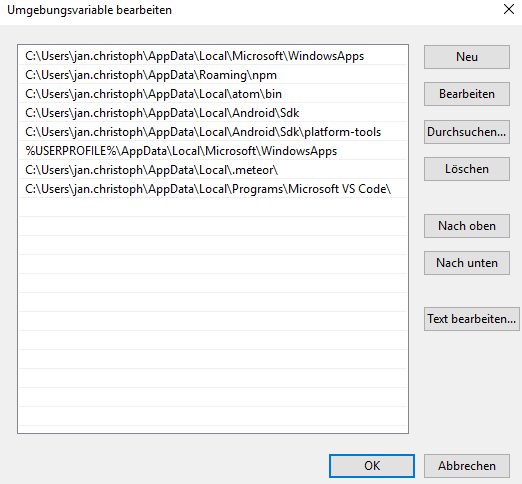 Umgebungsvariable bearbeiten
C:\Users\jan.christoph\AppData\Local\Microsoft\WindowsApps
C:\Users\jan.christoph\AppData\Roaming\npm
C:\Users\jan.christoph\AppData\Local\atom\bin
C:\Users\jan.christoph\AppData\Local\Android\Sdk
C:\Users\jan.christoph\AppData\Local\Android\Sdk\platform-tools
%USERPROFILE%\AppData\Local\Microsoft\WindowsApps
C:\Users\jan.christoph\AppData\Local\.meteor\
C:\Users\jan.christoph\AppData\Local\Programs\Microsoft VS Code\
Neu
Bearbeiten
Durchsuchen...
Löschen
Nach oben
Nach unten
Text bearbeiten...
OK
Abbrechen